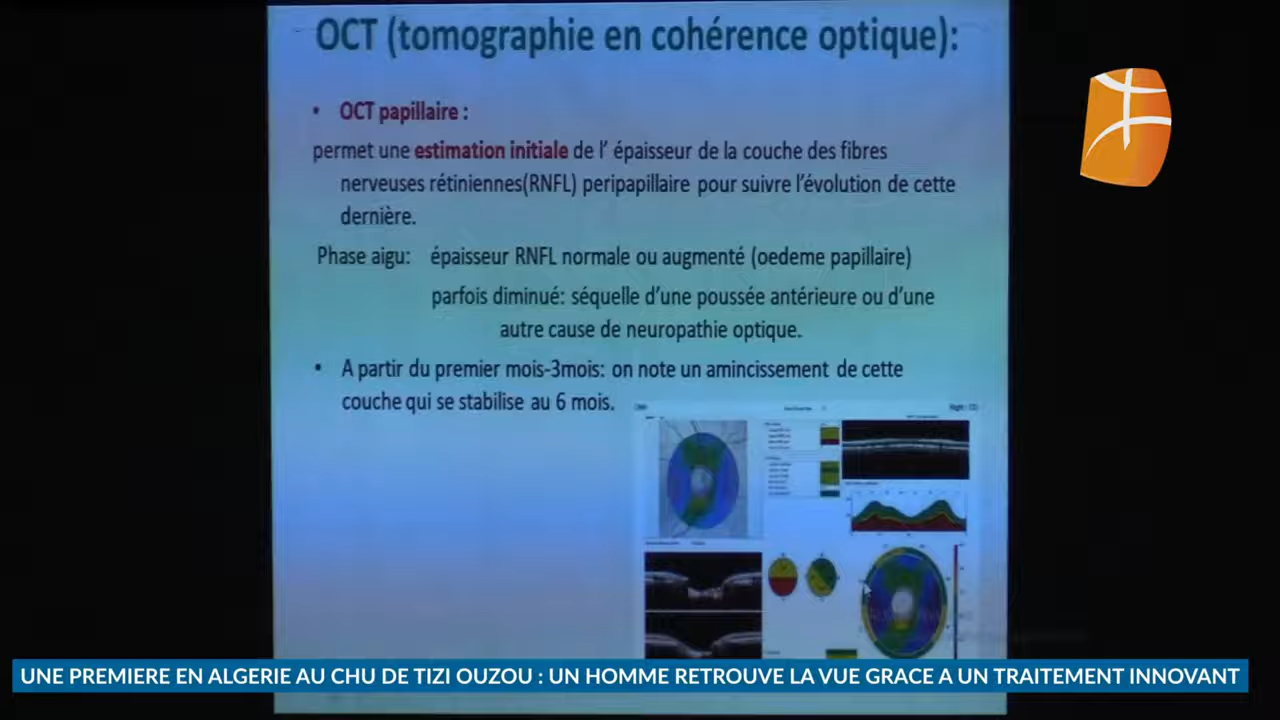 OCT (tomographie en cohérence optique):
• OCT papillaire :
permet une estimation initiale de l' épaisseur de la couche des fibres
nerveuses rétiniennes(RNFL) peripapillaire pour suivre l'évolution de cette
dernière.
Phase aigu: épaisseur RNFL normale ou augmenté (oedeme papillaire)
parfois diminué: séquelle d'une poussée antérieure ou d'une
autre cause de neuropathie optique.
• A partir du premier mois-3mois: on note un amincissement de cette
couche qui se stabilise au 6 mois.
UNE PREMIERE EN ALGERIE AU CHU DE TIZI OUZOU : UN HOMME RETROUVE LA VUE GRACE A UN TRAITEMENT INNOVANT